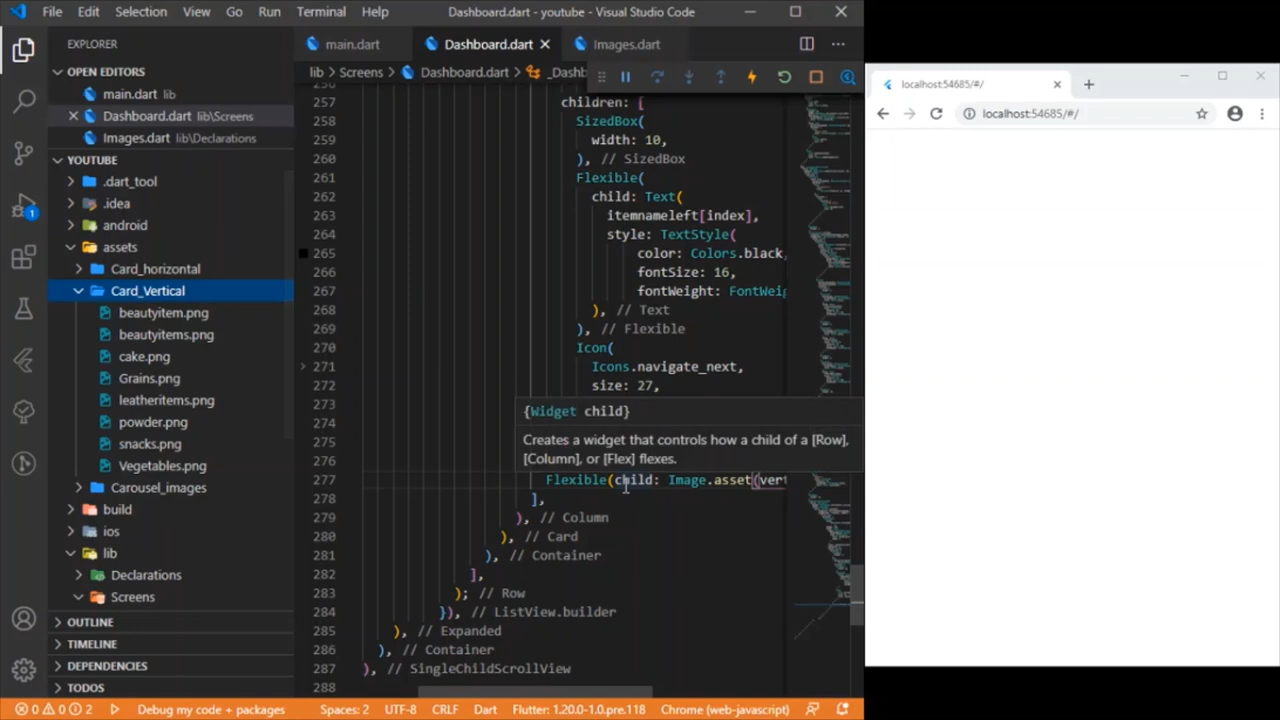 File Edit Selection View Go Run Terminal Help Dashboard.dart - youtube - Visual Studio Code
EXPLORER
main.dart Dashboard.dart Images.dart
OPEN EDITORS
lib > Screens > Dashboard.dart > _Dashb
main.dart lib
Dashboard.dart lib\Screens
Images.dart lib\Declarations
YOUTUBE
.dart_tool
.idea
android
assets
Card_horizontal
Card_Vertical
beautyitem.png
beautyitems.png
cake.png
Grains.png
leatheritems.png
powder.png
snacks.png
Vegetables.png
Carousel_images
build
ios
lib
Declarations
Screens
OUTLINE
TIMELINE
DEPENDENCIES
TODOS
257 children: [
258 SizedBox(
259 width: 10,
260 ), // SizedBox
261 Flexible(
262 child: Text(
263 itemnameleft[index],
264 style: TextStyle(
265 color: Colors.black,
266 fontSize: 16,
267 fontWeight: FontWeig
268 ), // Text
269 ), // Flexible
270 Icon(
271 Icons.navigate_next,
272 size: 27,
273
{Widget child}
274
Creates a widget that controls how a child of a [Row],
275
[Column], or [Flex] flexes.
276
277 Flexible(child: Image.asset(vert
278 ],
279 ), // Column
280 ), // Card
281 ), // Container
282 ],
283 ); // Row
284 }), // ListView.builder
285 ), // Expanded
286 ), // Container
287 ), // SingleChildScrollView
288
localhost:54685/#/
localhost:54685/#/
1
0 0 2 Debug my code + packages Spaces: 2 UTF-8 CRLF Dart Flutter: 1.20.0-1.0.pre.118 Chrome (web-javascript)